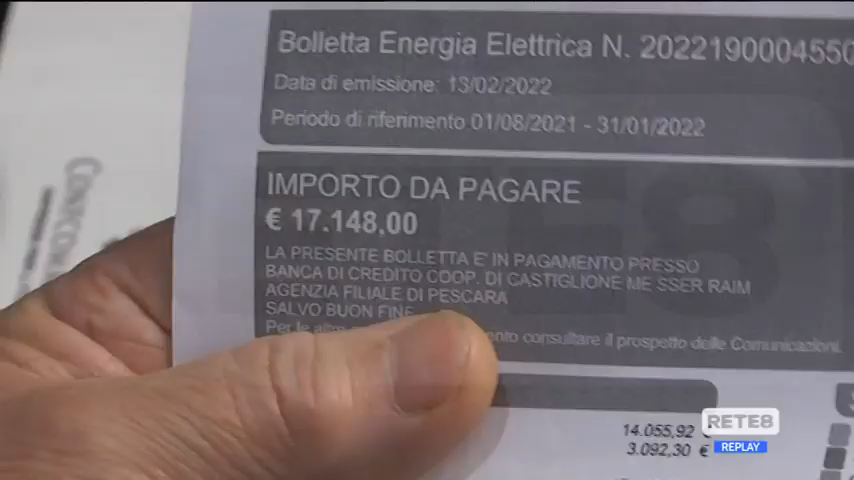 Bolletta Energia Elettrica N. 2022190004550
Data di emissione: 13/02/2022
Periodo di riferimento 01/08/2021 - 31/01/2022
IMPORTO DA PAGARE
€ 17.148,00
LA PRESENTE BOLLETTA E' IN PAGAMENTO PRESSO
BANCA DI CREDITO COOP. DI CASTIGLIONE ME SSER RAIM
AGENZIA FILIALE DI PESCARA
SALVO BUON FINE
Per le consultare il prospetto delle Comunicazioni.
14.055,92 €
3.092,30 €
RETE8
REPLAY